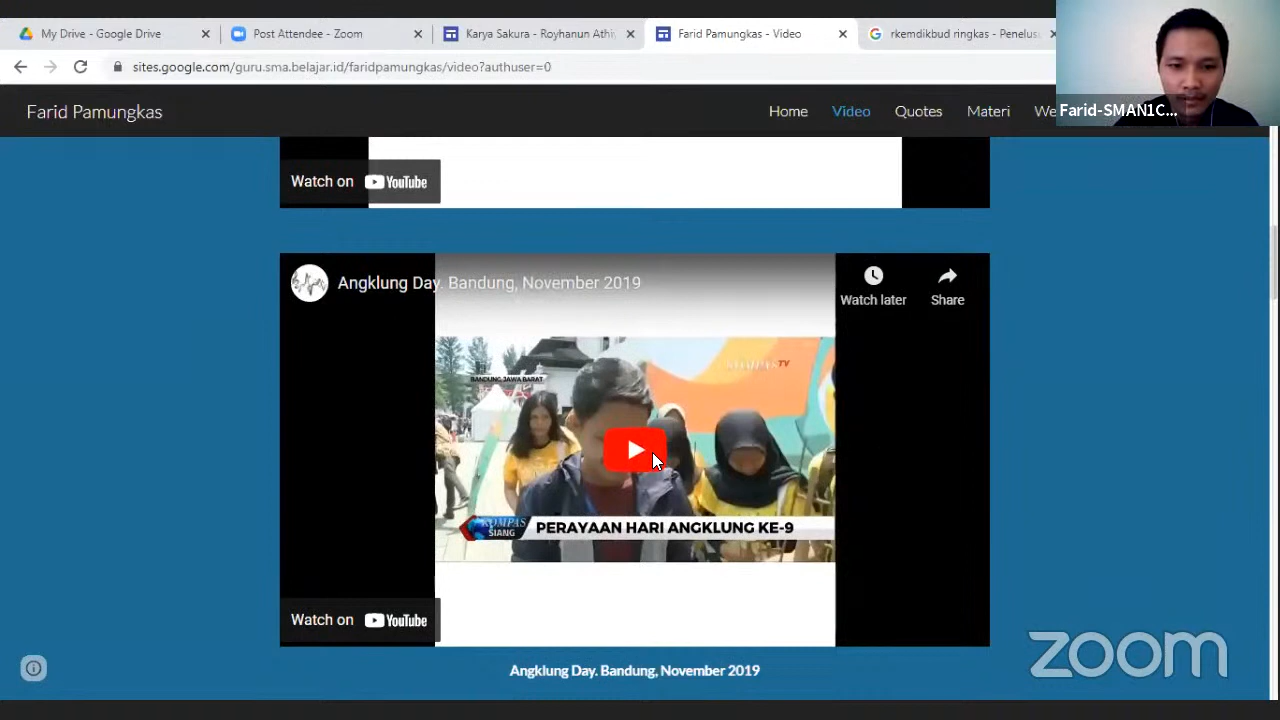 My Drive - Google Drive
Post Attendee - Zoom
Karya Sakura - Royhanun Athi
Farid Pamungkas - Video
rkemdikbud ringkas - Penelus
sites.google.com/guru.sma.belajar.id/faridpamungkas/video?authuser=0
Farid Pamungkas
Home
Video
Quotes
Materi
We
Farid-SMAN1C...
Watch on YouTube
Angklung Day. Bandung, November 2019
Watch later
Share
BANDUNG, JAWA BARAT
KOMPAS TV
KOMPAS
SIANG
PERAYAAN HARI ANGKLUNG KE-9
Watch on YouTube
Angklung Day. Bandung, November 2019
zoom